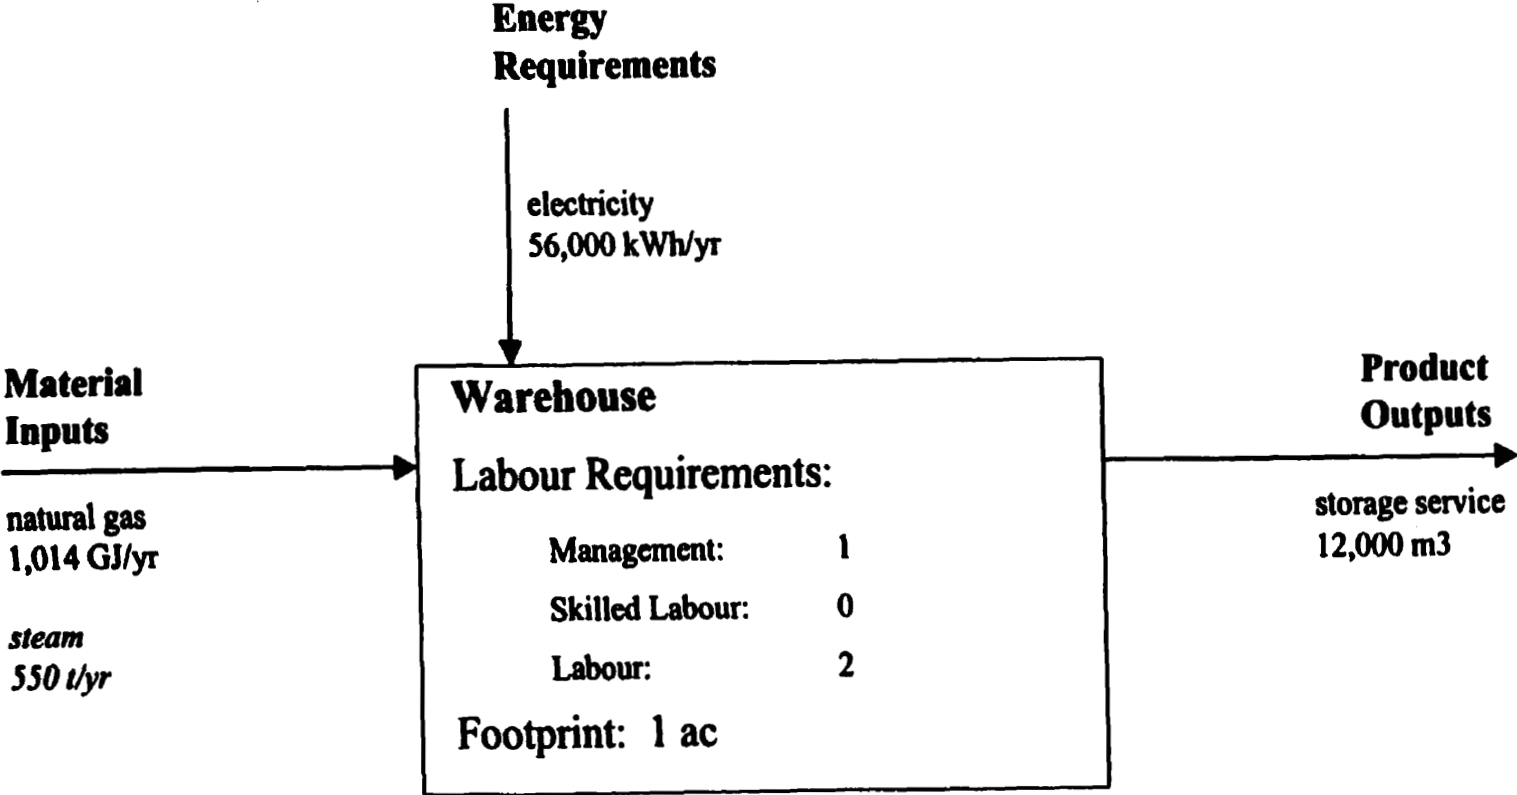 Energy
Requirements
electricity
56,000 kWh/yr
Material
Inputs
natural gas
1,014 GJ/yr
steam
550 t/yr
Warehouse
Labour Requirements:
Management: 1
Skilled Labour: 0
Labour: 2
Footprint: 1 ac
Product
Outputs
storage service
12,000 m3